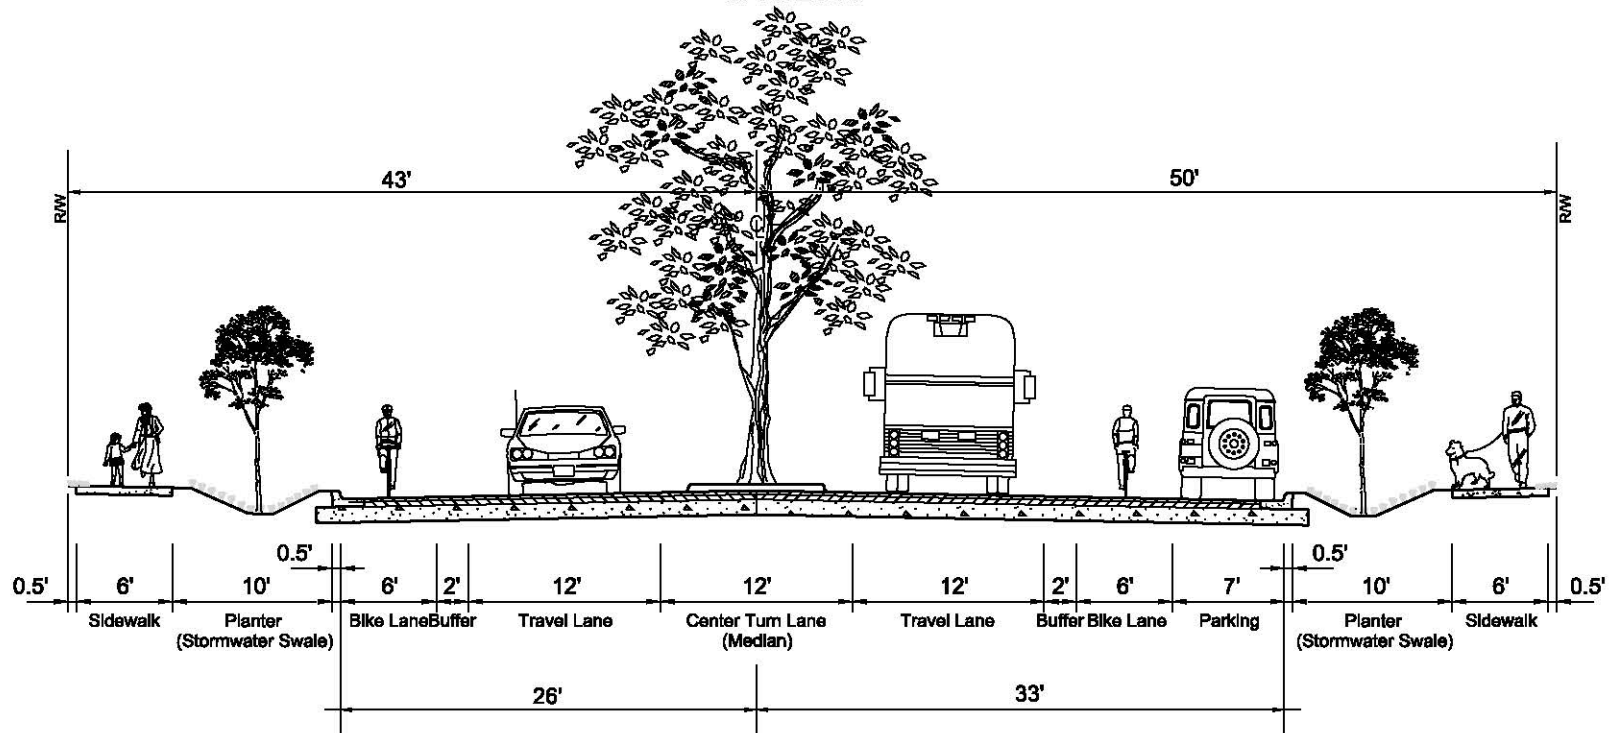 43'
50'
R/W
R/W
0.5'
0.5'
0.5'
6'
10'
6'
2'
12'
12'
12'
2'
6'
7'
10'
6'
0.5'
Sidewalk
Planter
(Stormwater Swale)
Bike Lane
Buffer
Travel Lane
Center Turn Lane
(Median)
Travel Lane
Buffer
Bike Lane
Parking
Planter
(Stormwater Swale)
Sidewalk
26'
33'